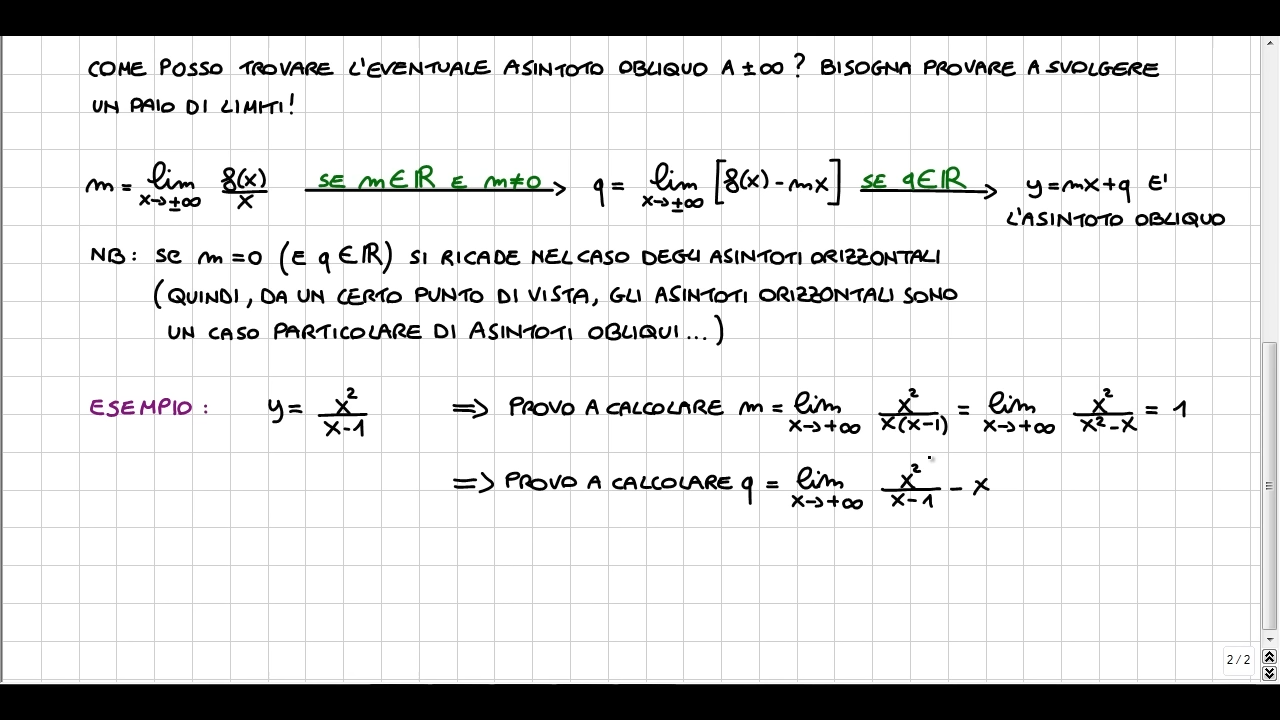 COME POSSO TROVARE L'EVENTUALE ASINTOTO OBLIQUO A ±∞? BISOGNA PROVARE A SVOLGERE
UN PAIO DI LIMITI!
m = lim x→±∞ f(x)/x SE m∈ℝ E m≠0 → q = lim x→±∞ [f(x) - mx] SE q∈ℝ → y = mx + q E'
L'ASINTOTO OBLIQUO
NB: SE m = 0 (E q∈ℝ) SI RICADE NEL CASO DEGLI ASINTOTI ORIZZONTALI
(QUINDI, DA UN CERTO PUNTO DI VISTA, GLI ASINTOTI ORIZZONTALI SONO
UN CASO PARTICOLARE DI ASINTOTI OBLIQUI...)
ESEMPIO: y = x²/(x-1) ⇒ PROVO A CALCOLARE m = lim x→+∞ x²/(x(x-1)) = lim x→+∞ x²/(x²-x) = 1
⇒ PROVO A CALCOLARE q = lim x→+∞ x²/(x-1) - x
2 / 2